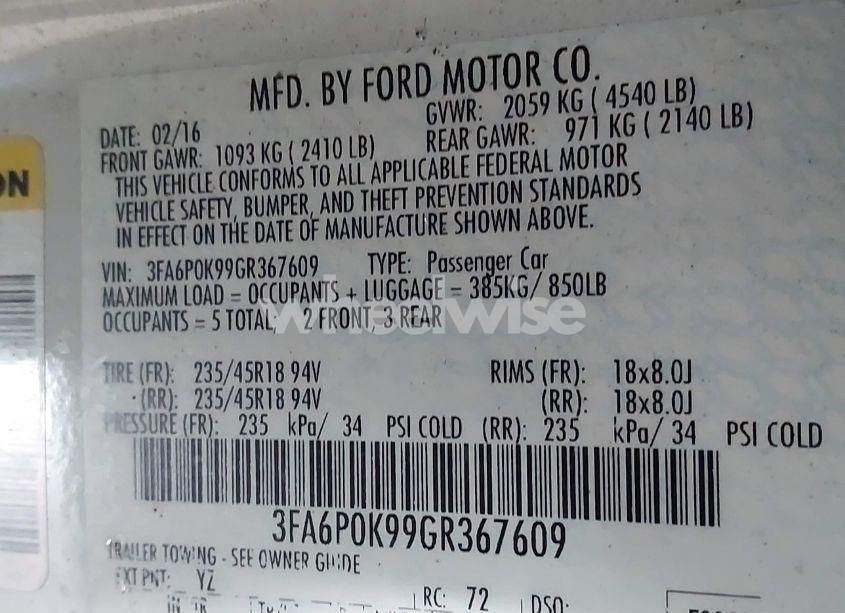 MFD. BY FORD MOTOR CO.
DATE: 02/16 GVWR: 2059 KG ( 4540 LB)
FRONT GAWR: 1093 KG ( 2410 LB) REAR GAWR: 971 KG ( 2140 LB)
THIS VEHICLE CONFORMS TO ALL APPLICABLE FEDERAL MOTOR
VEHICLE SAFETY, BUMPER, AND THEFT PREVENTION STANDARDS
IN EFFECT ON THE DATE OF MANUFACTURE SHOWN ABOVE.
ON
VIN: 3FA6P0K99GR367609 TYPE: Passenger Car
MAXIMUM LOAD = OCCUPANTS + LUGGAGE = 385KG/ 850LB
OCCUPANTS = 5 TOTAL; 2 FRONT, 3 REAR
wheelwise
TIRE (FR): 235/45R18 94V RIMS (FR): 18x8.0J
(RR): 235/45R18 94V (RR): 18x8.0J
PRESSURE (FR): 235 kPa/ 34 PSI COLD (RR): 235 kPa/ 34 PSI COLD
3FA6P0K99GR367609
TRAILER TOWING - SEE OWNER GUIDE
EXT PNT: YZ RC: 72 DSO: